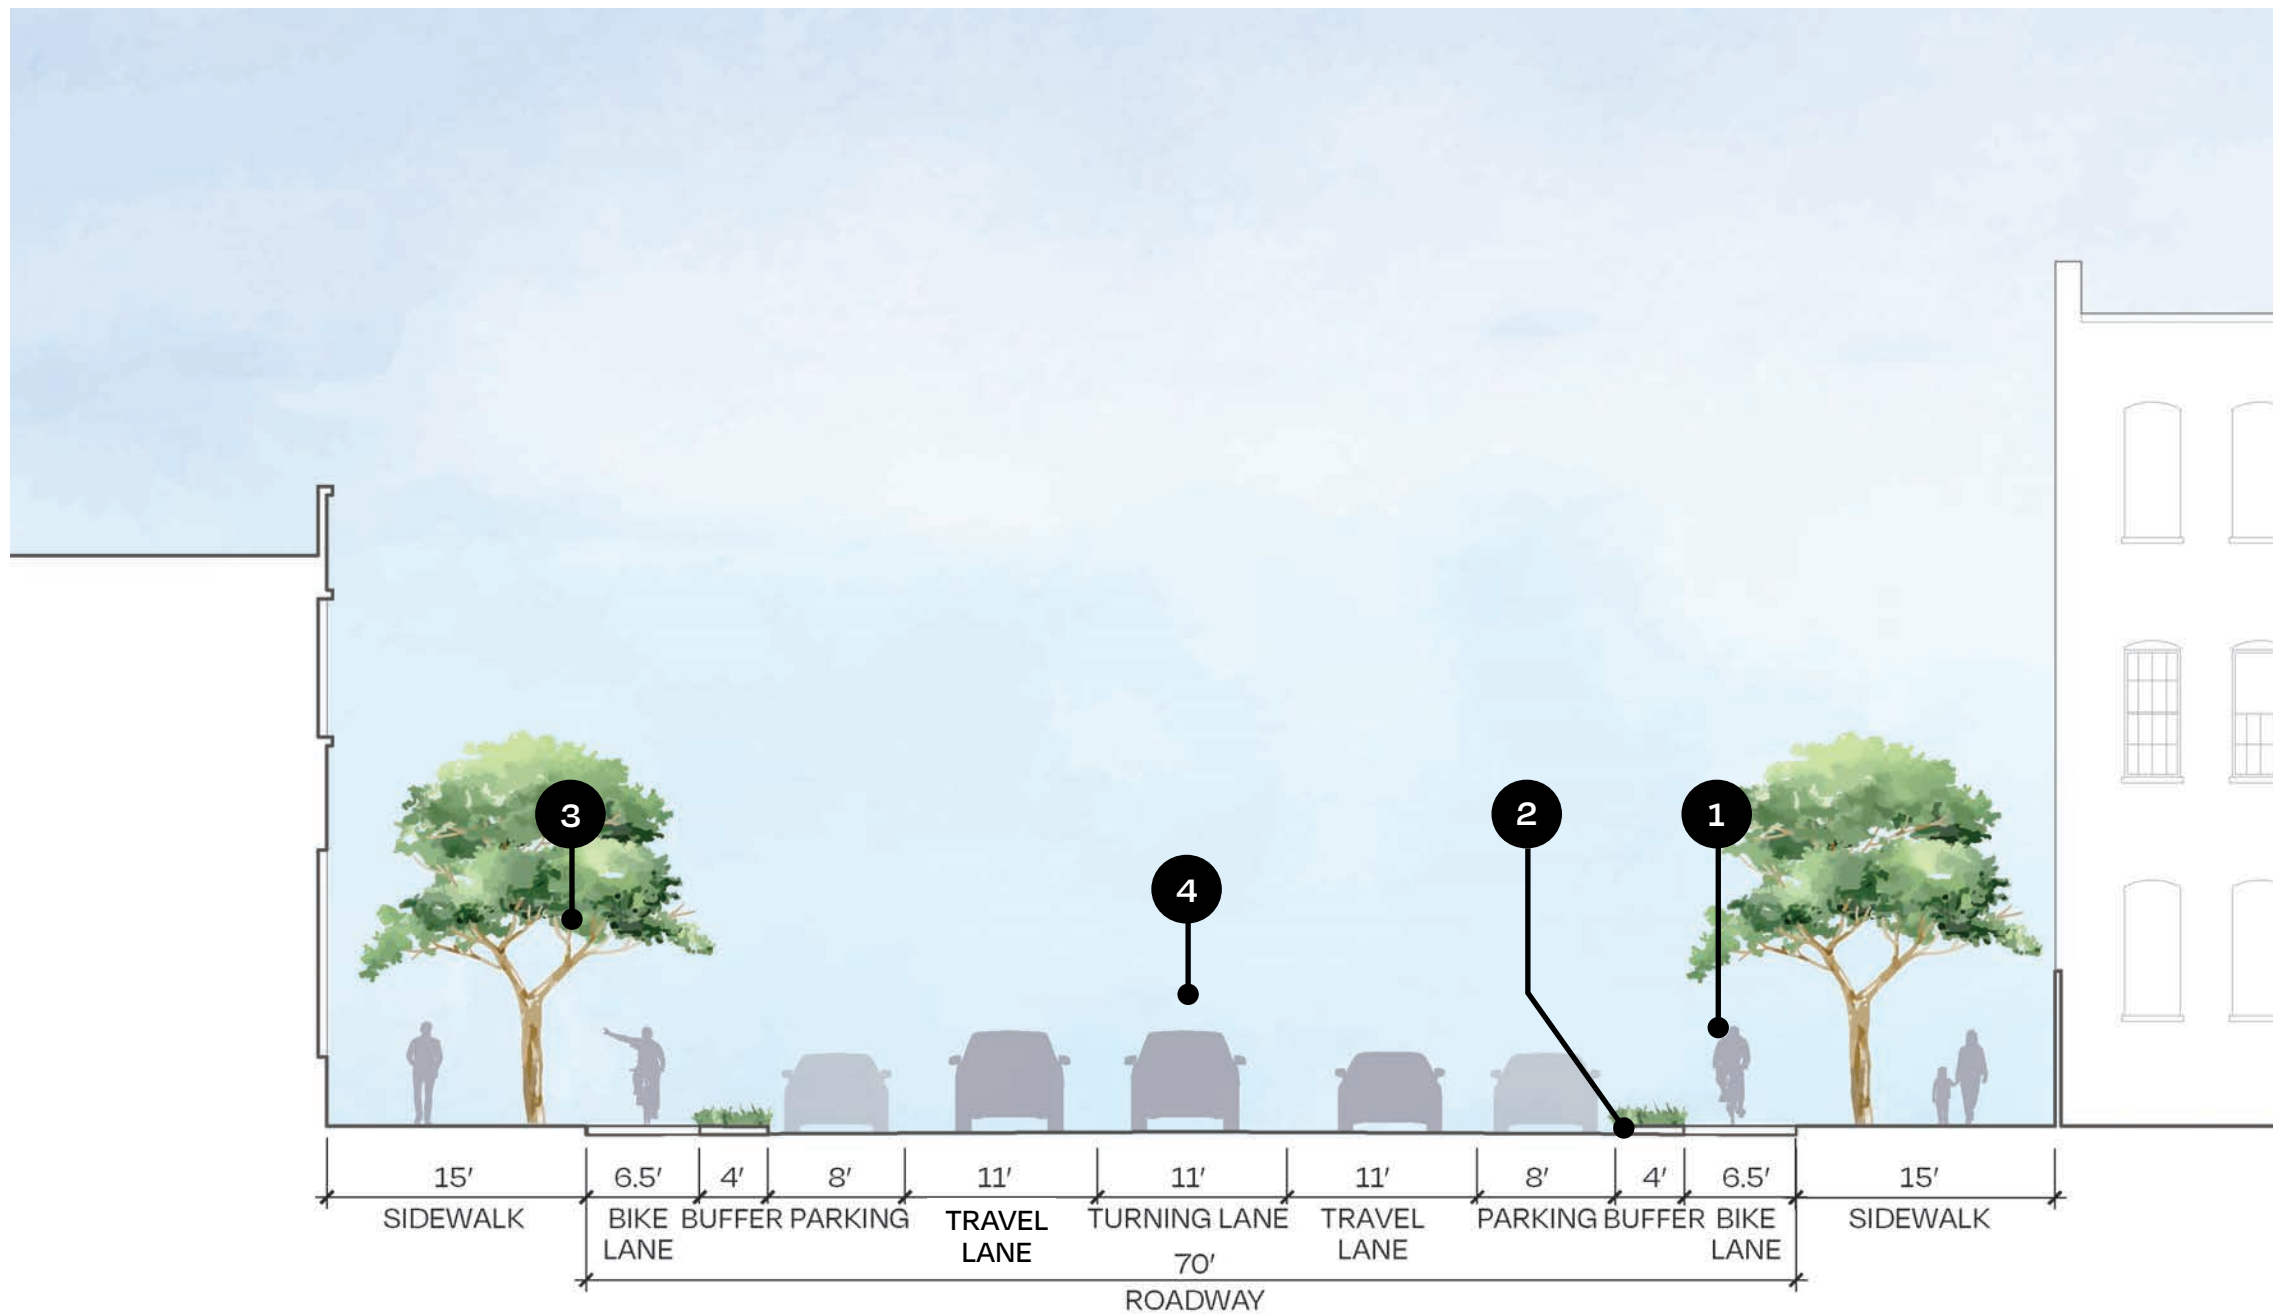 3
4
2
1
15′ 6.5′ 4′ 8′ 11′ 11′ 11′ 8′ 4′ 6.5′ 15′
SIDEWALK BIKE BUFFER PARKING TRAVEL TURNING LANE TRAVEL PARKING BUFFER BIKE SIDEWALK
LANE LANE LANE LANE
70′
ROADWAY